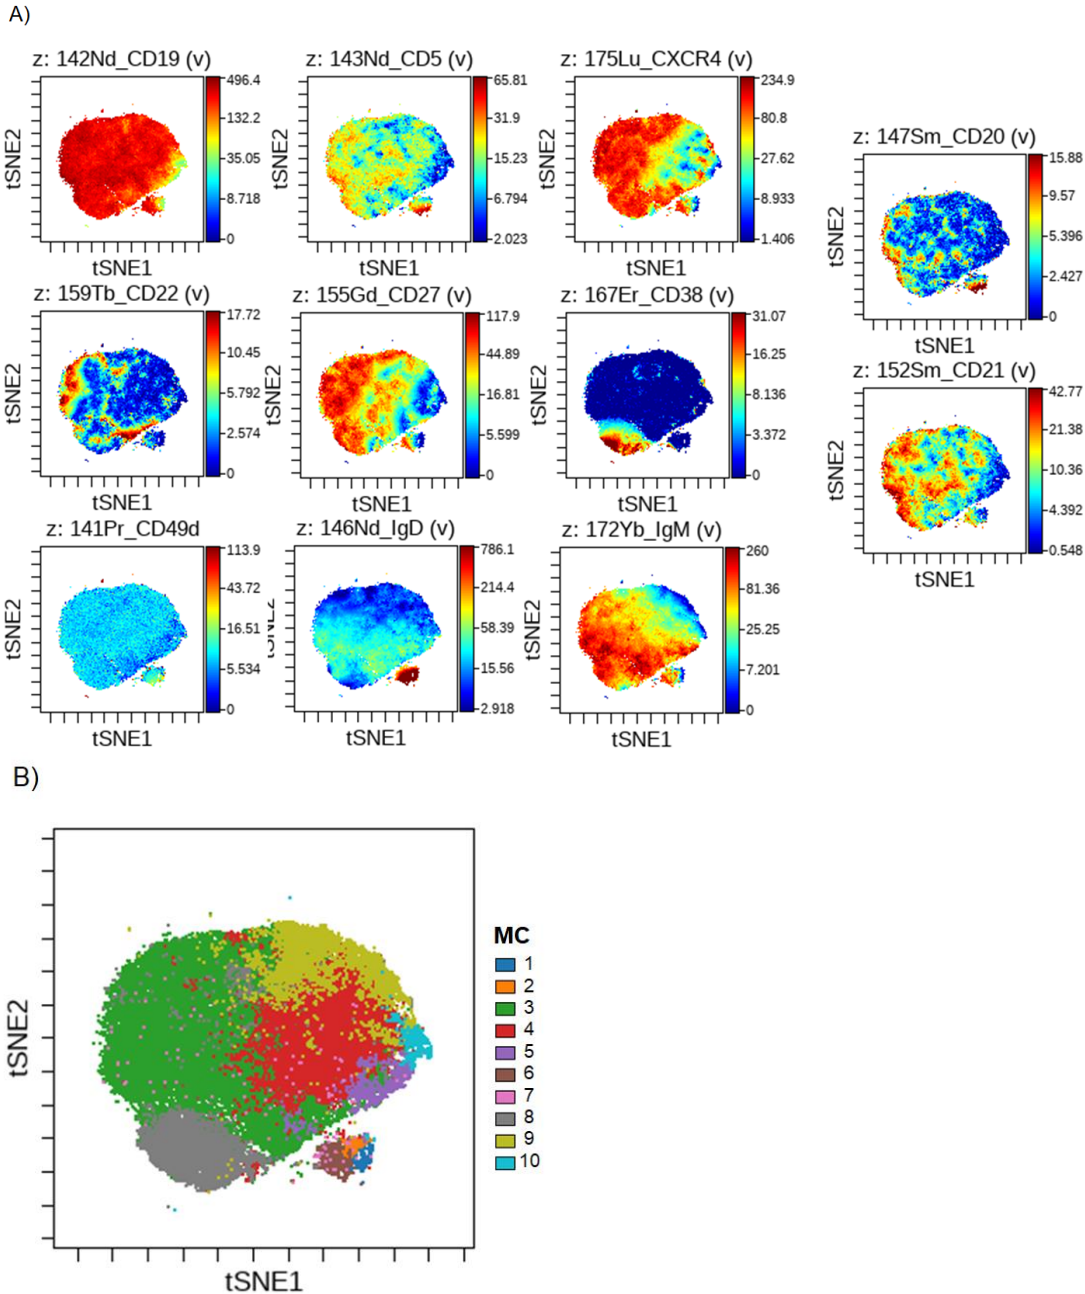 A)
z: 142Nd_CD19 (v)
496.4
132.2
35.05
8.718
0
tSNE2
tSNE1
z: 143Nd_CD5 (v)
65.81
31.9
15.23
6.794
2.023
tSNE2
tSNE1
z: 175Lu_CXCR4 (v)
234.9
80.8
27.62
8.933
1.406
tSNE2
tSNE1
z: 147Sm_CD20 (v)
15.88
9.57
5.396
2.427
0
tSNE2
tSNE1
z: 159Tb_CD22 (v)
17.72
10.45
5.792
2.574
0
tSNE2
tSNE1
z: 155Gd_CD27 (v)
117.9
44.89
16.81
5.599
0
tSNE2
tSNE1
z: 167Er_CD38 (v)
31.07
16.25
8.136
3.372
0
tSNE2
tSNE1
z: 152Sm_CD21 (v)
42.77
21.38
10.36
4.392
0.548
tSNE2
tSNE1
z: 141Pr_CD49d
113.9
43.72
16.51
5.534
0
tSNE2
tSNE1
z: 146Nd_IgD (v)
786.1
214.4
58.39
15.56
2.918
tSNE2
tSNE1
z: 172Yb_IgM (v)
260
81.36
25.25
7.201
0
tSNE2
tSNE1
B)
tSNE2
tSNE1
MC
1
2
3
4
5
6
7
8
9
10